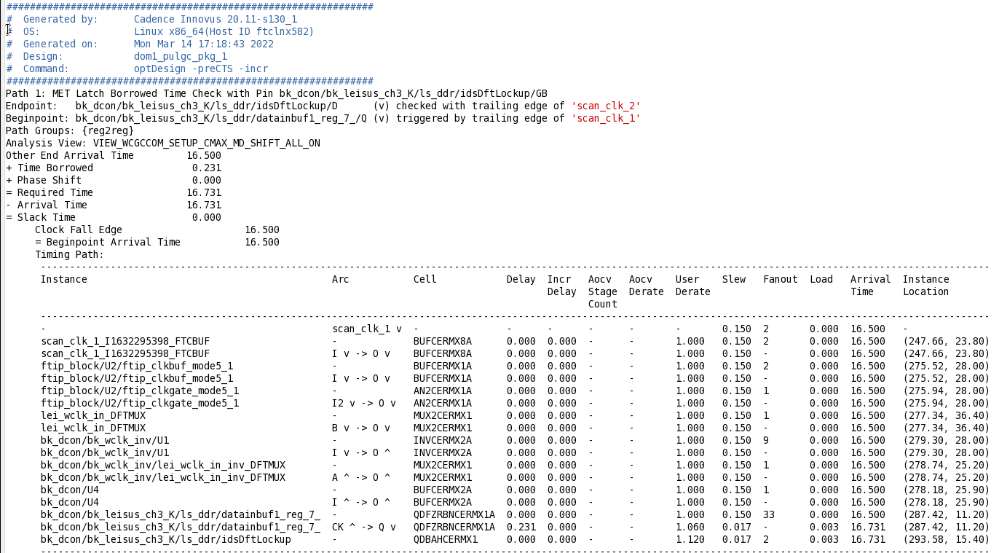 ###############################################################
#  Generated by:      Cadence Innovus 20.11-s130_1
#  OS:                Linux x86_64(Host ID ftclnx582)
#  Generated on:      Mon Mar 14 17:18:43 2022
#  Design:            dom1_pulgc_pkg_1
#  Command:           optDesign -preCTS -incr
###############################################################
Path 1: MET Latch Borrowed Time Check with Pin bk_dcon/bk_leisus_ch3_K/ls_ddr/idsDftLockup/GB
Endpoint:   bk_dcon/bk_leisus_ch3_K/ls_ddr/idsDftLockup/D      (v) checked with trailing edge of 'scan_clk_2'
Beginpoint: bk_dcon/bk_leisus_ch3_K/ls_ddr/datainbuf1_reg_7_/Q (v) triggered by trailing edge of 'scan_clk_1'
Path Groups: {reg2reg}
Analysis View: VIEW_WCGCCOM_SETUP_CMAX_MD_SHIFT_ALL_ON
Other End Arrival Time         16.500
+ Time Borrowed                 0.231
+ Phase Shift                   0.000
= Required Time                16.731
- Arrival Time                 16.731
= Slack Time                    0.000
     Clock Fall Edge                     16.500
     = Beginpoint Arrival Time           16.500
     Timing Path:
     -------------------------------------------------------------------------------------------------------------------
     Instance   Arc   Cell   Delay  Incr   Aocv   Aocv    User    Slew   Fanout  Load   Arrival  Instance
     Delay  Stage  Derate  Derate   Time   Location
     Count
     -------------------------------------------------------------------------------------------------------------------
     -   scan_clk_1 v  -   -   -   -   -   -   0.150  2   0.000  16.500   -
     scan_clk_1_I1632295398_FTCBUF   -   BUFCERMX8A   0.000  0.000  -   -   1.000   0.150  2   0.000  16.500   (247.66, 23.80)
     scan_clk_1_I1632295398_FTCBUF   I v -> O v   BUFCERMX8A   0.000  0.000  -   -   1.000   0.150  -   0.000  16.500   (247.66, 23.80)
     ftip_block/U2/ftip_clkbuf_mode5_1   -   BUFCERMX1A   0.000  0.000  -   -   1.000   0.150  2   0.000  16.500   (275.52, 28.00)
     ftip_block/U2/ftip_clkbuf_mode5_1   I v -> O v   BUFCERMX1A   0.000  0.000  -   -   1.000   0.150  -   0.000  16.500   (275.52, 28.00)
     ftip_block/U2/ftip_clkgate_mode5_1   -   AN2CERMX1A   0.000  0.000  -   -   1.000   0.150  1   0.000  16.500   (275.94, 28.00)
     ftip_block/U2/ftip_clkgate_mode5_1   I2 v -> O v   AN2CERMX1A   0.000  0.000  -   -   1.000   0.150  -   0.000  16.500   (275.94, 28.00)
     lei_wclk_in_DFTMUX   -   MUX2CERMX1   0.000  0.000  -   -   1.000   0.150  1   0.000  16.500   (277.34, 36.40)
     lei_wclk_in_DFTMUX   B v -> O v   MUX2CERMX1   0.000  0.000  -   -   1.000   0.150  -   0.000  16.500   (277.34, 36.40)
     bk_dcon/bk_wclk_inv/U1   -   INVCERMX2A   0.000  0.000  -   -   1.000   0.150  9   0.000  16.500   (279.30, 28.00)
     bk_dcon/bk_wclk_inv/U1   I v -> O ^   INVCERMX2A   0.000  0.000  -   -   1.000   0.150  -   0.000  16.500   (279.30, 28.00)
     bk_dcon/bk_wclk_inv/lei_wclk_in_inv_DFTMUX   -   MUX2CERMX1   0.000  0.000  -   -   1.000   0.150  1   0.000  16.500   (278.74, 25.20)
     bk_dcon/bk_wclk_inv/lei_wclk_in_inv_DFTMUX   A ^ -> O ^   MUX2CERMX1   0.000  0.000  -   -   1.000   0.150  -   0.000  16.500   (278.74, 25.20)
     bk_dcon/U4   -   BUFCERMX2A   0.000  0.000  -   -   1.000   0.150  1   0.000  16.500   (278.18, 25.90)
     bk_dcon/U4   I ^ -> O ^   BUFCERMX2A   0.000  0.000  -   -   1.000   0.150  -   0.000  16.500   (278.18, 25.90)
     bk_dcon/bk_leisus_ch3_K/ls_ddr/datainbuf1_reg_7_  -   QDFZRBNCERMX1A  0.000  0.000  -   -   1.000   0.150  33   0.000  16.500   (287.42, 11.20)
     bk_dcon/bk_leisus_ch3_K/ls_ddr/datainbuf1_reg_7_  CK ^ -> Q v   QDFZRBNCERMX1A  0.231  0.000  -   -   1.060   0.017  -   0.003  16.731   (287.42, 11.20)
     bk_dcon/bk_leisus_ch3_K/ls_ddr/idsDftLockup   -   QDBAHCERMX1   0.000  0.000  -   -   1.120   0.017  2   0.003  16.731   (293.58, 15.40)
     -------------------------------------------------------------------------------------------------------------------